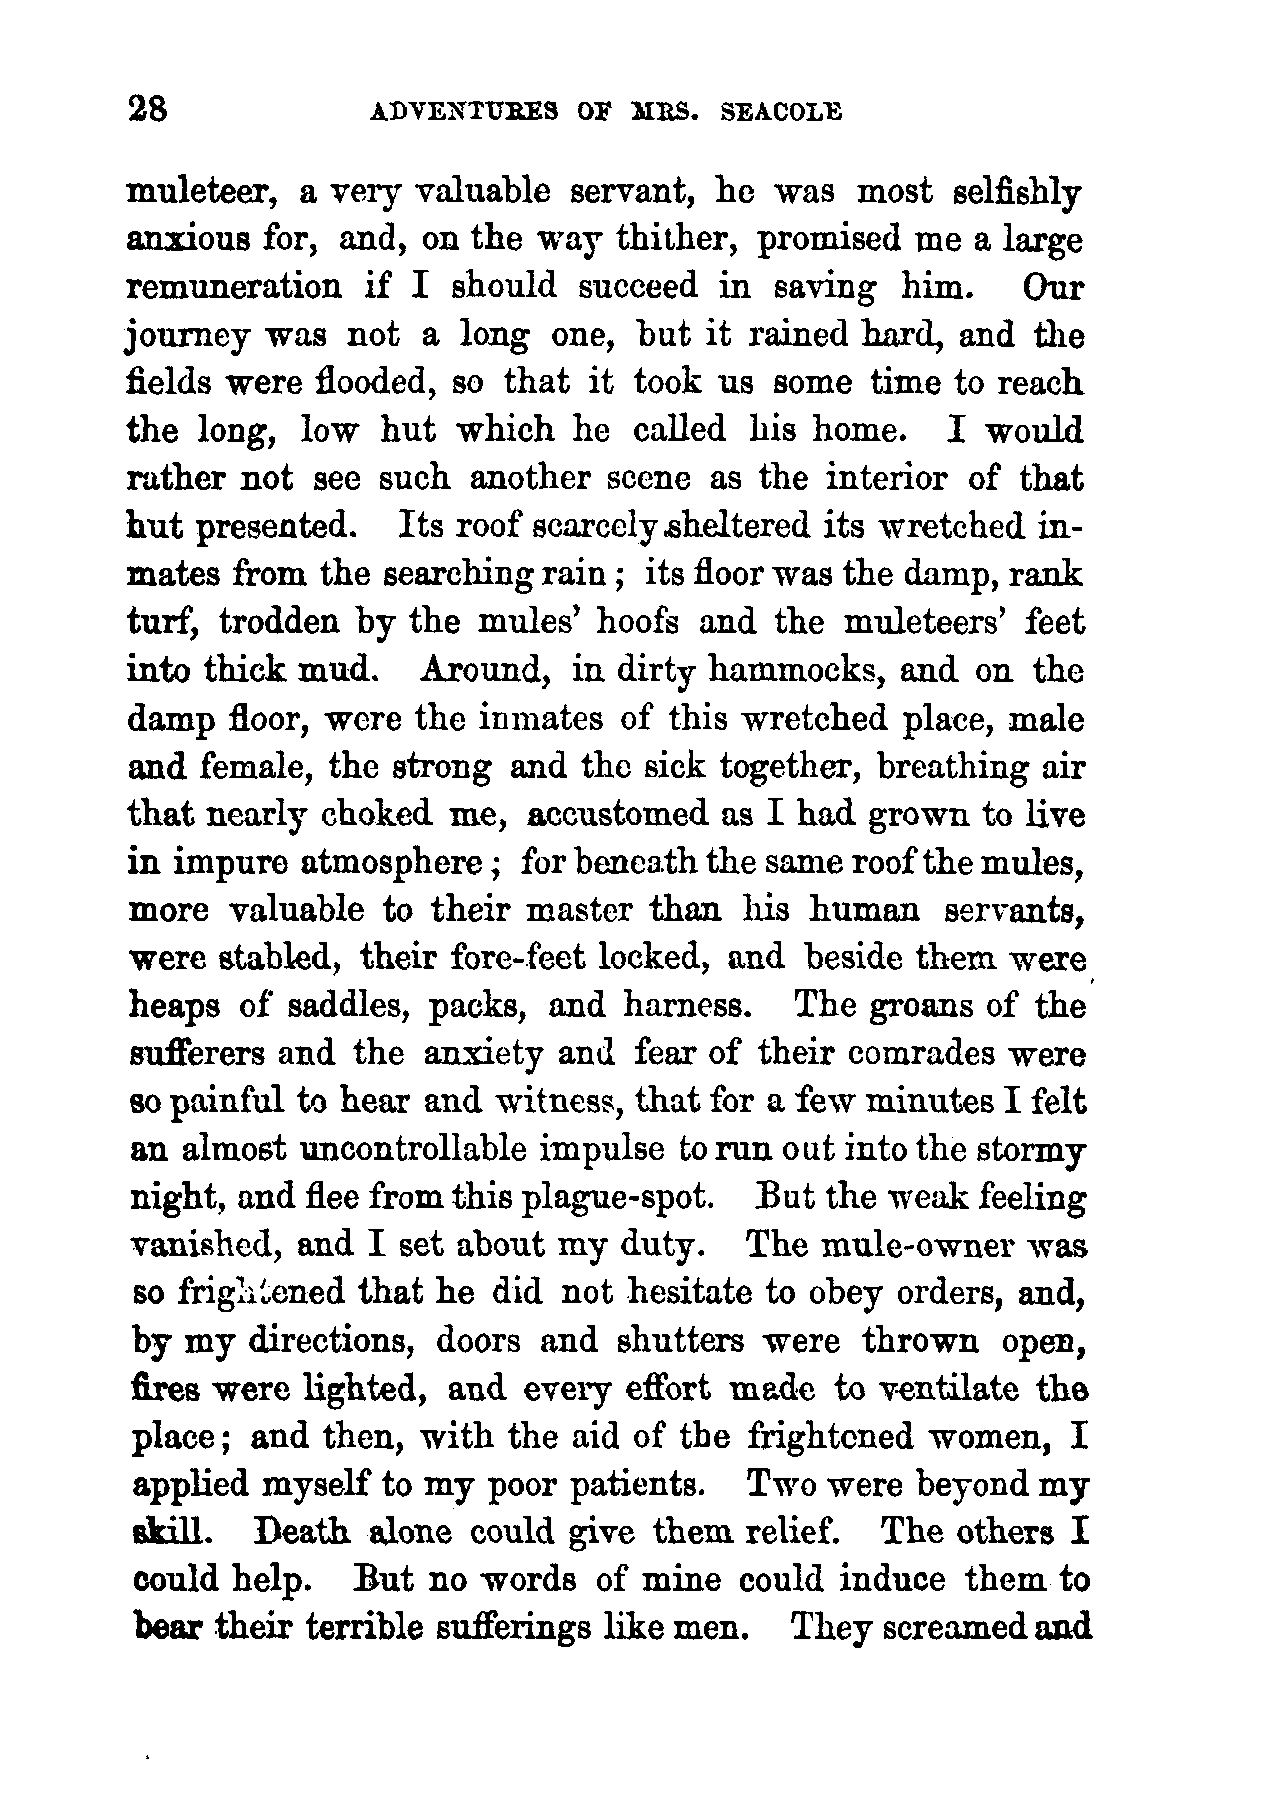 28 ADVENTURES OF MRS. SEACOLE
muleteer, a very valuable servant, he was most selfishly
anxious for, and, on the way thither, promised me a large
remuneration if I should succeed in saving him. Our
journey was not a long one, but it rained hard, and the
fields were flooded, so that it took us some time to reach
the long, low hut which he called his home. I would
rather not see such another scene as the interior of that
hut presented. Its roof scarcely sheltered its wretched in-
mates from the searching rain ; its floor was the damp, rank
turf, trodden by the mules' hoofs and the muleteers' feet
into thick mud. Around, in dirty hammocks, and on the
damp floor, were the inmates of this wretched place, male
and female, the strong and the sick together, breathing air
that nearly choked me, accustomed as I had grown to live
in impure atmosphere ; for beneath the same roof the mules,
more valuable to their master than his human servants,
were stabled, their fore-feet locked, and beside them were
heaps of saddles, packs, and harness. The groans of the
sufferers and the anxiety and fear of their comrades were
so painful to hear and witness, that for a few minutes I felt
an almost uncontrollable impulse to run out into the stormy
night, and flee from this plague-spot. But the weak feeling
vanished, and I set about my duty. The mule-owner was
so frightened that he did not hesitate to obey orders, and,
by my directions, doors and shutters were thrown open,
fires were lighted, and every effort made to ventilate the
place; and then, with the aid of the frightened women, I
applied myself to my poor patients. Two were beyond my
skill. Death alone could give them relief. The others I
could help. But no words of mine could induce them to
bear their terrible sufferings like men. They screamed and